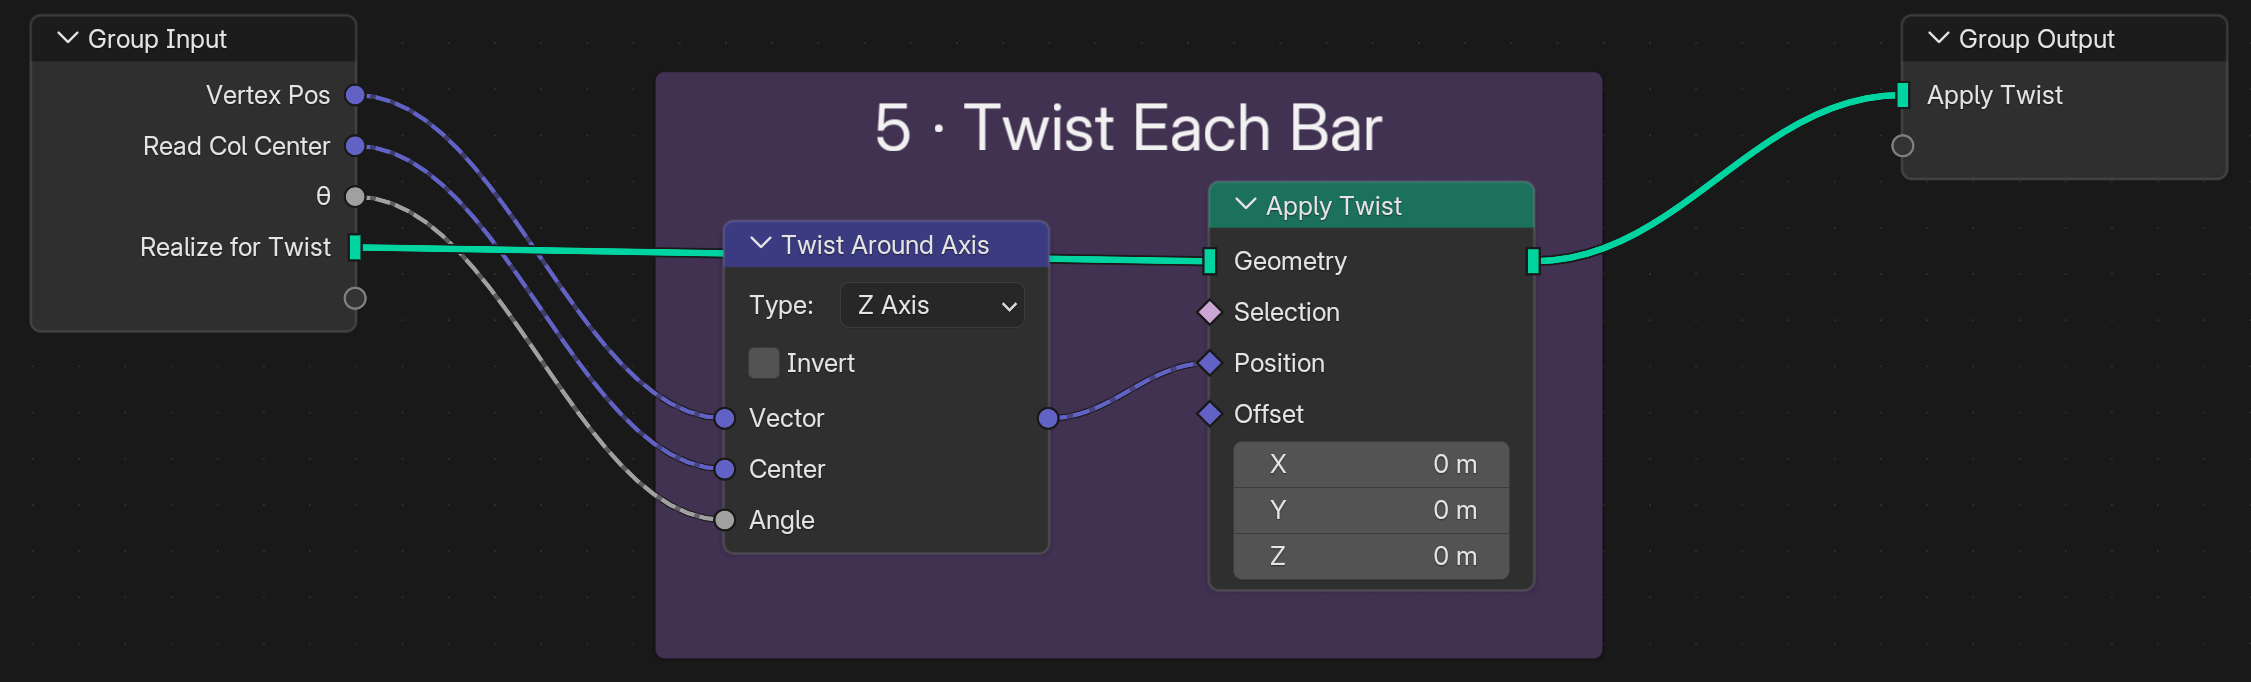 Group Input
Vertex Pos
Read Col Center
θ
Realize for Twist
5 · Twist Each Bar
Twist Around Axis
Type: Z Axis
Invert
Vector
Center
Angle
Apply Twist
Geometry
Selection
Position
Offset
X 0 m
Y 0 m
Z 0 m
Group Output
Apply Twist